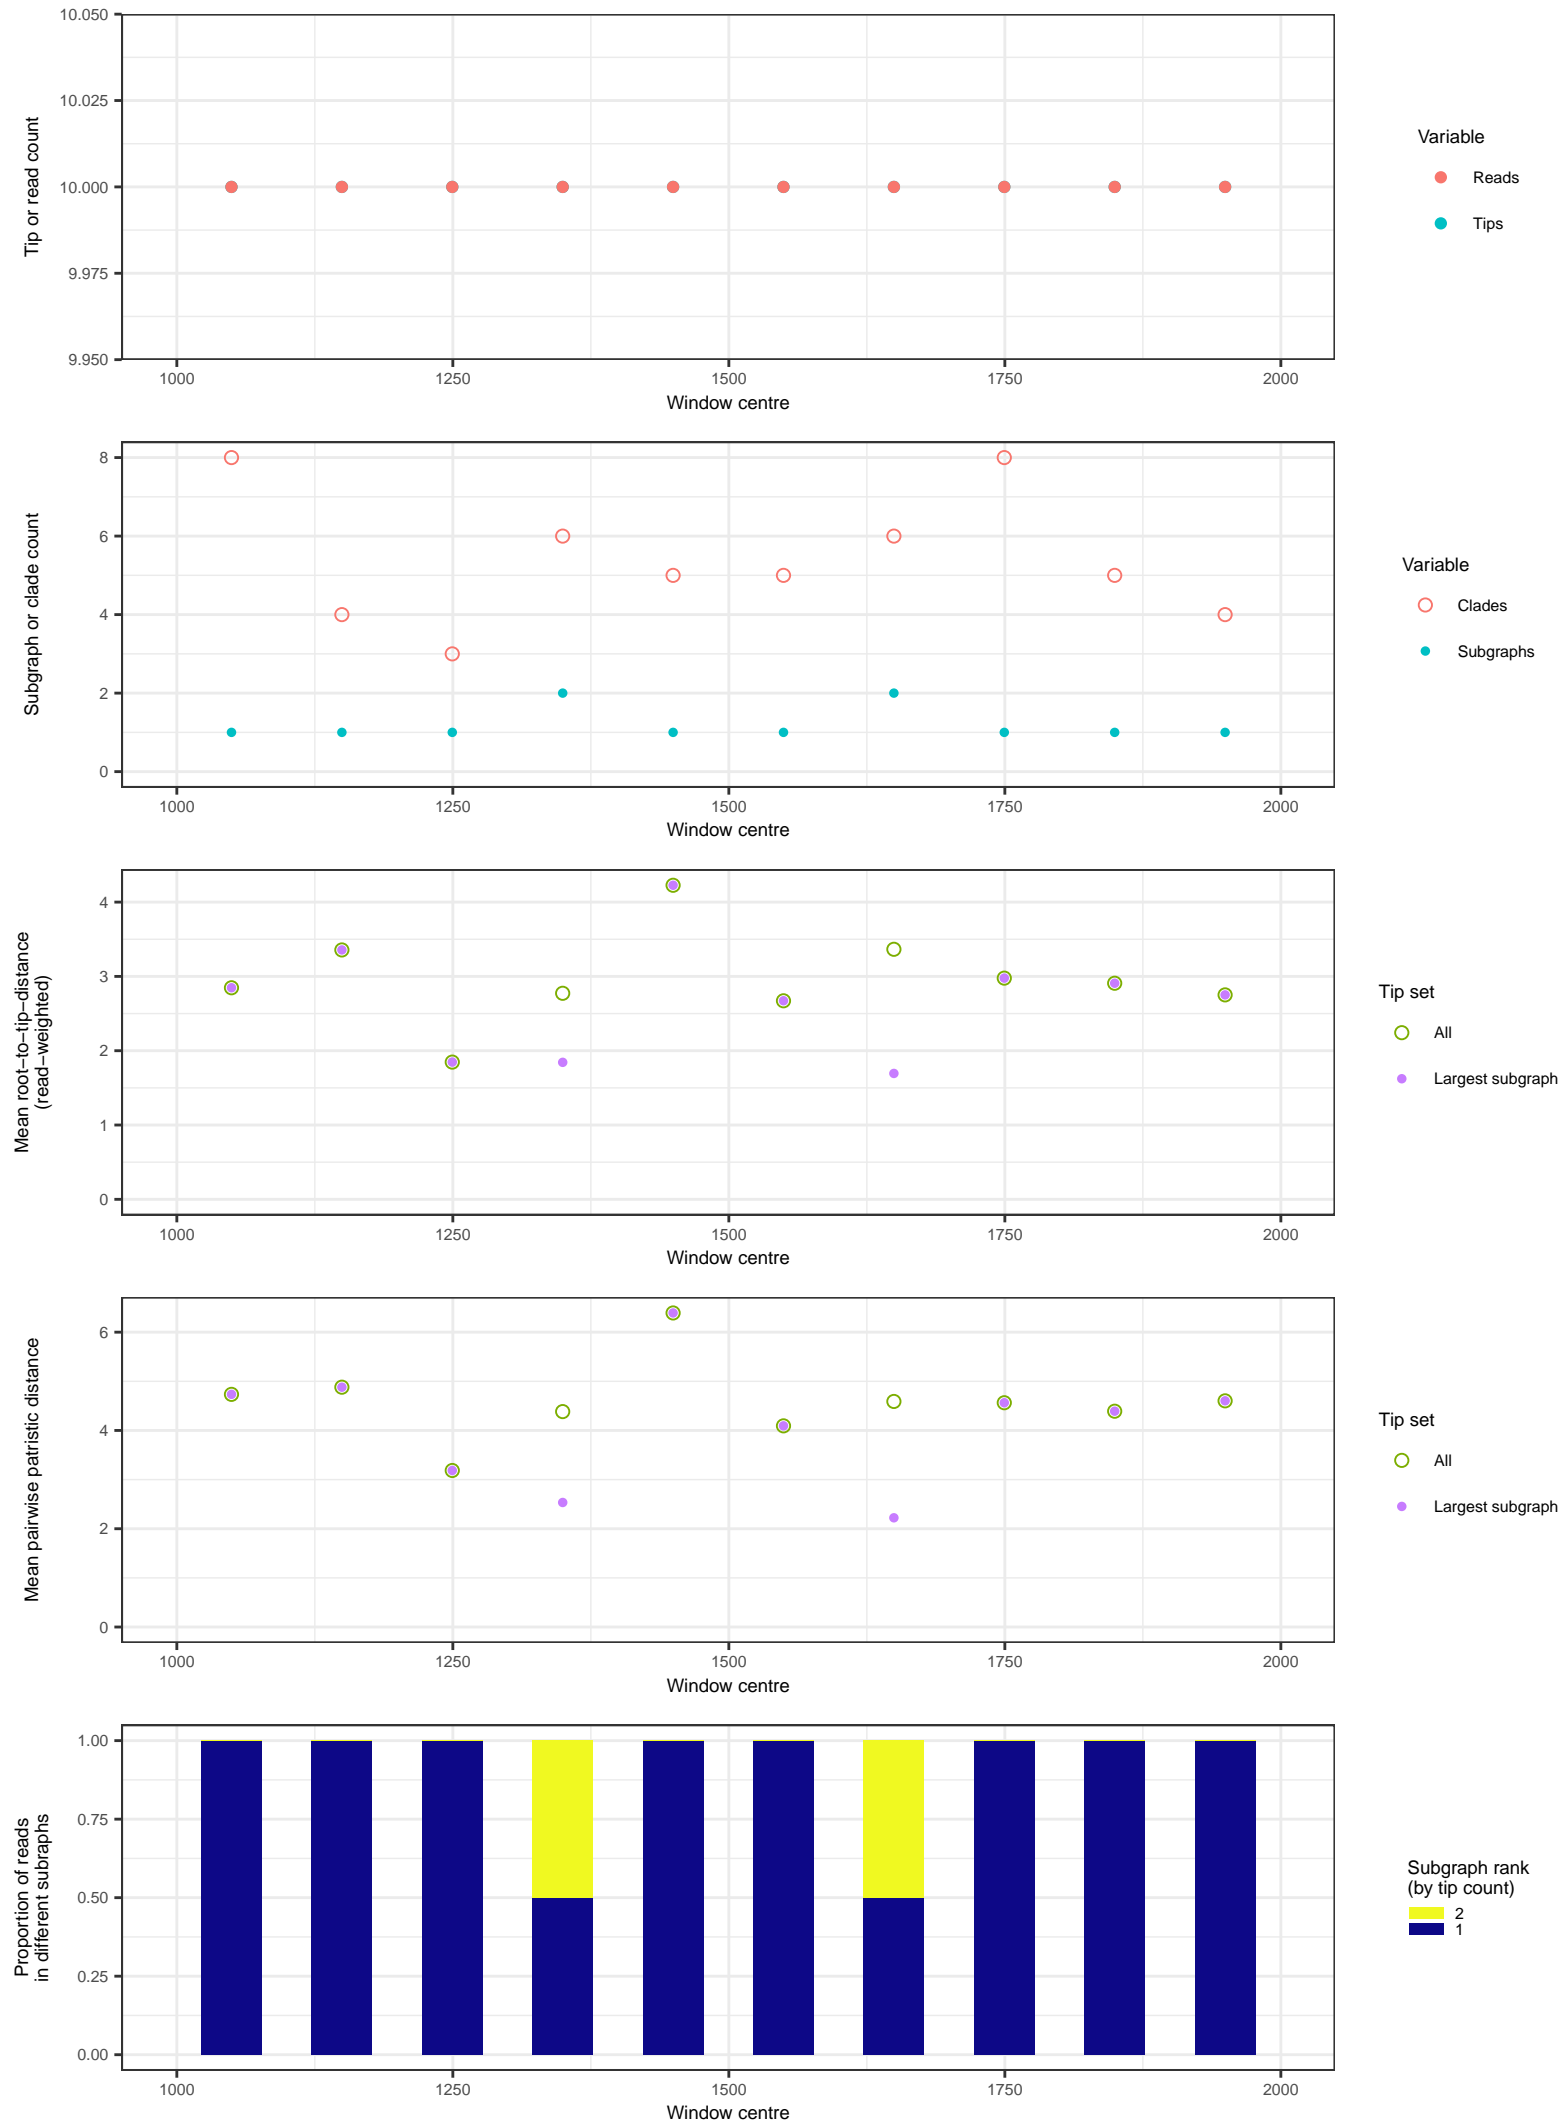 10.050
10.025
10.000
9.975
9.950
Tip or read count
1000 1250 1500 1750 2000
Window centre
Variable
Reads
Tips
8
6
4
2
0
Subgraph or clade count
1000 1250 1500 1750 2000
Window centre
Variable
Clades
Subgraphs
4
3
2
1
0
Mean root−to−tip−distance
(read−weighted)
1000 1250 1500 1750 2000
Window centre
Tip set
All
Largest subgraph
6
4
2
0
Mean pairwise patristic distance
1000 1250 1500 1750 2000
Window centre
Tip set
All
Largest subgraph
1.00
0.75
0.50
0.25
0.00
Proportion of reads
in different subraphs
1000 1250 1500 1750 2000
Window centre
Subgraph rank
(by tip count)
2
1